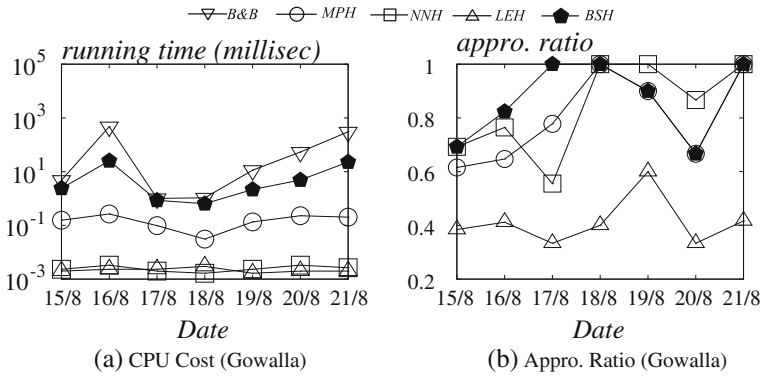 B&B MPH NNH LEH BSH
running time (millisec)
10^5
10^3
10^1
10^-1
10^-3
15/8 16/8 17/8 18/8 19/8 20/8 21/8
Date
(a) CPU Cost (Gowalla)
appro. ratio
1
0.8
0.6
0.4
0.2
15/8 16/8 17/8 18/8 19/8 20/8 21/8
Date
(b) Appro. Ratio (Gowalla)